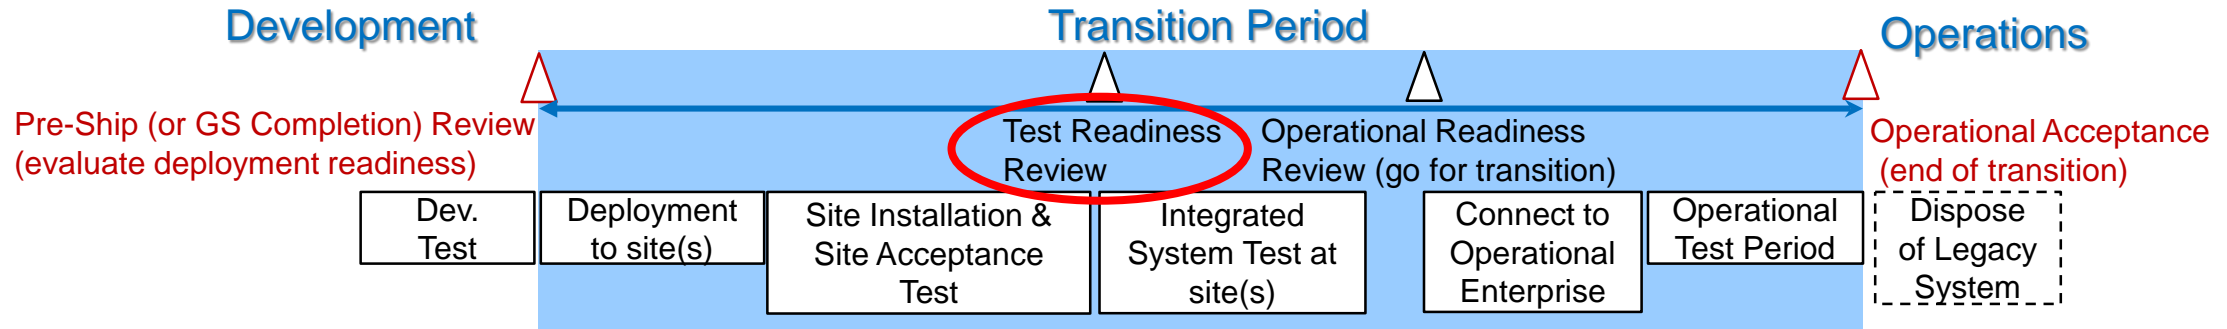 Development
Transition Period
Operations
Pre-Ship (or GS Completion) Review
(evaluate deployment readiness)
Test Readiness
Review
Operational Readiness
Review (go for transition)
Operational Acceptance
(end of transition)
Dev.
Test
Deployment
to site(s)
Site Installation &
Site Acceptance
Test
Integrated
System Test at
site(s)
Connect to
Operational
Enterprise
Operational
Test Period
Dispose
of Legacy
System